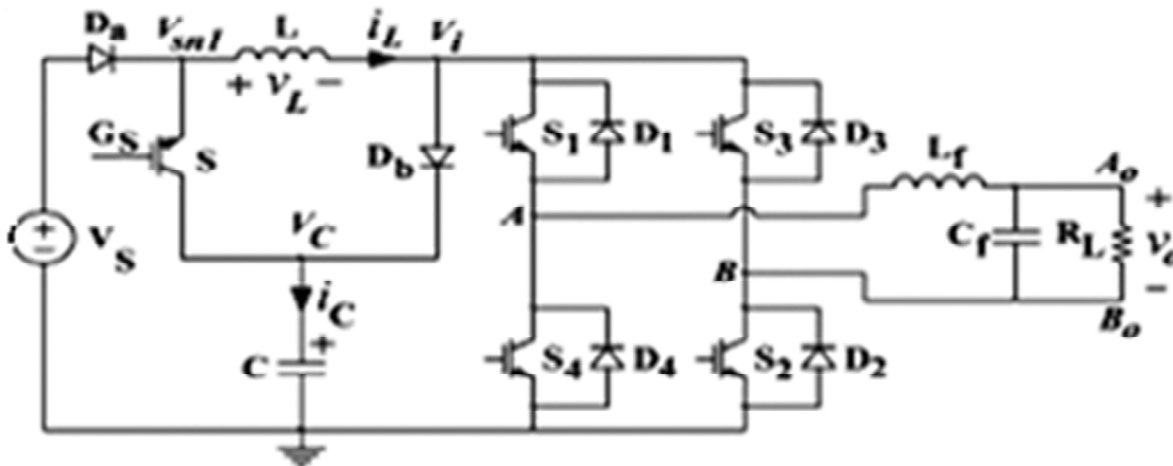 Da Vsn1 L iL Vi
+ VL −
GS S Db S1 D1 S3 D3
Lf Ao
A
VS + − VC Cf RL + Vo −
B
iC Bo
C + S4 D4 S2 D2